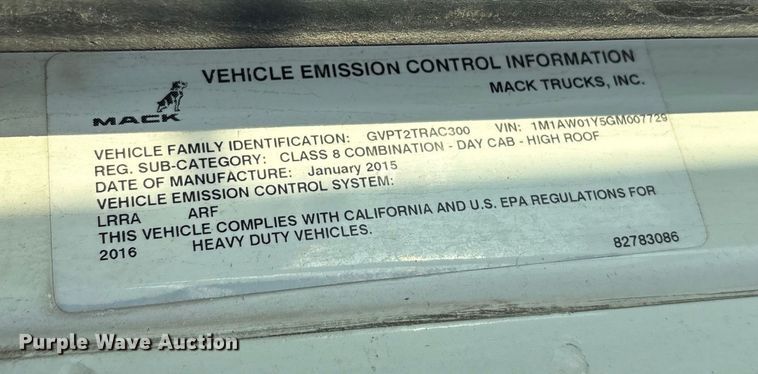 VEHICLE EMISSION CONTROL INFORMATION
MACK TRUCKS, INC.
MACK
VEHICLE FAMILY IDENTIFICATION: GVPT2TRAC300 VIN: 1M1AW01Y5GM007729
REG. SUB-CATEGORY: CLASS 8 COMBINATION - DAY CAB - HIGH ROOF
DATE OF MANUFACTURE: January 2015
VEHICLE EMISSION CONTROL SYSTEM:
LRRA ARF
THIS VEHICLE COMPLIES WITH CALIFORNIA AND U.S. EPA REGULATIONS FOR
2016 HEAVY DUTY VEHICLES.
82783086
Purple Wave Auction